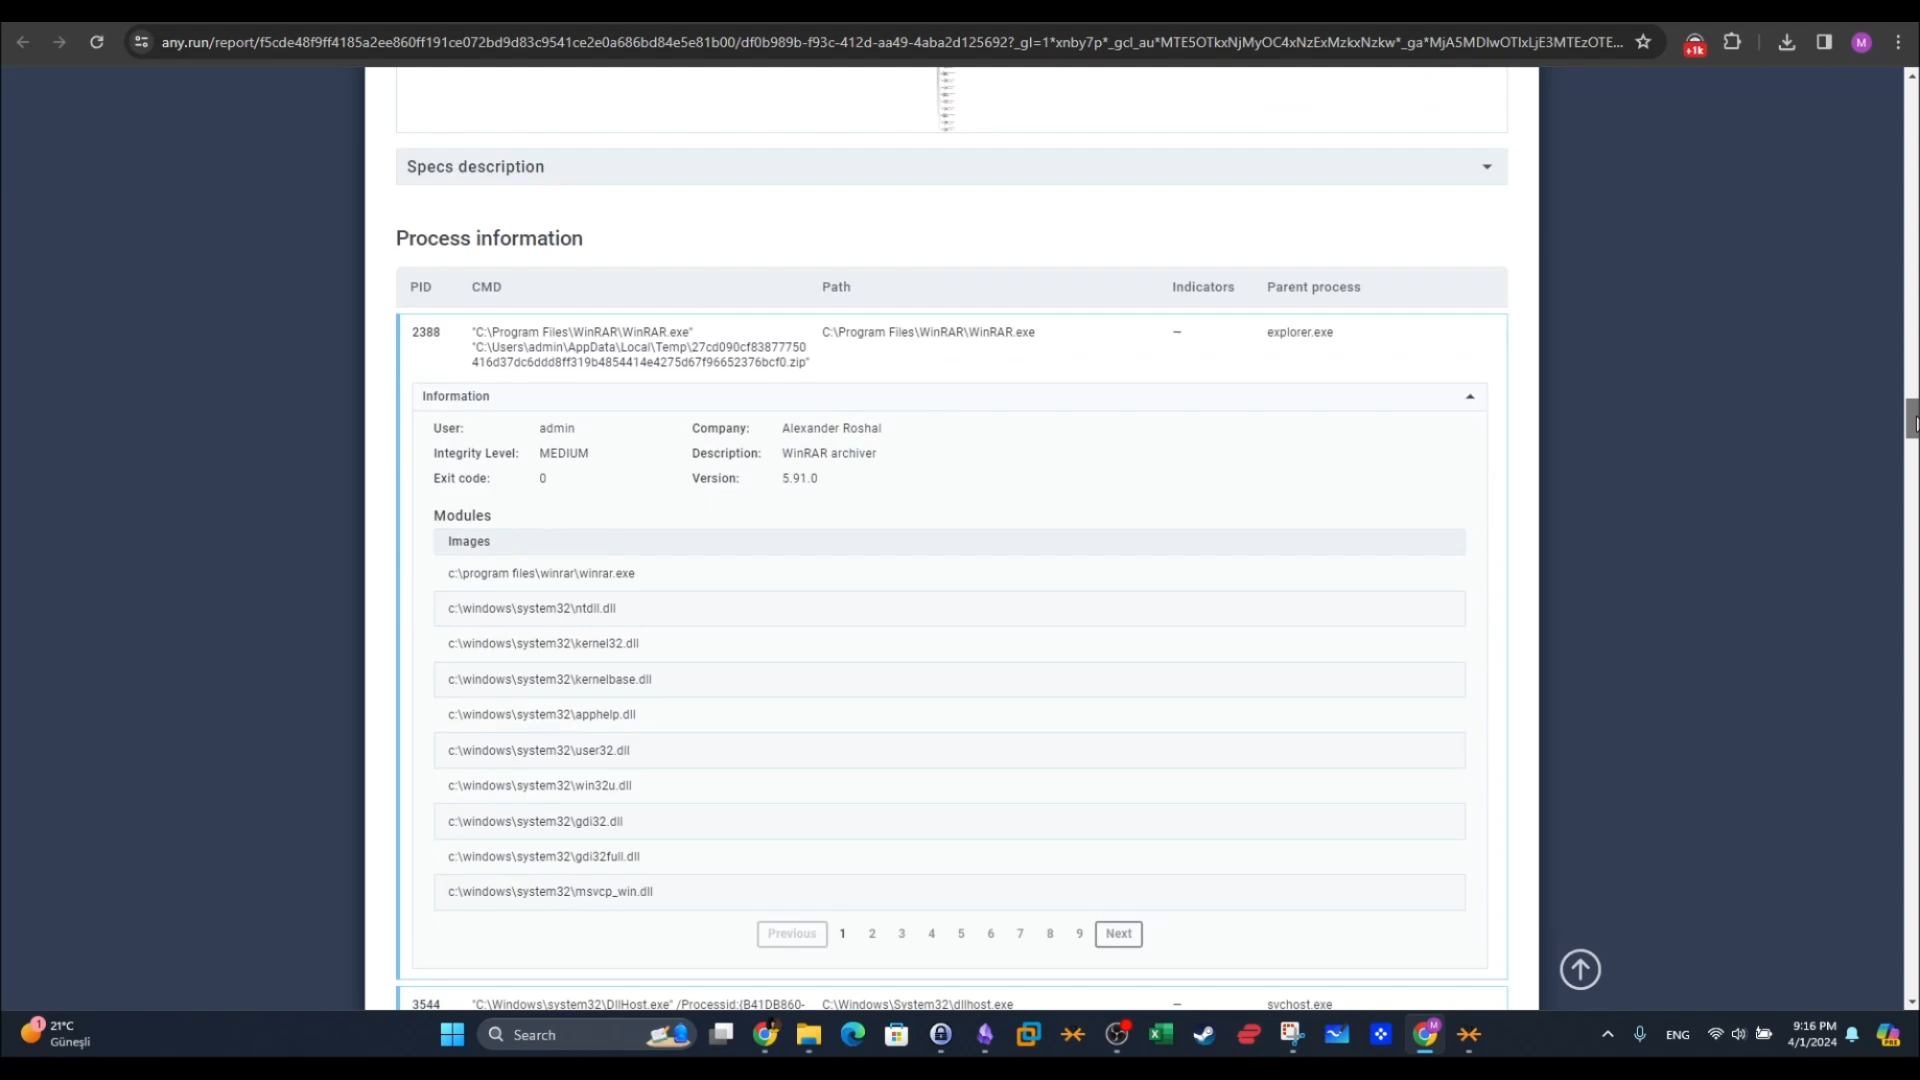 any.run/report/f5cde48f9ff4185a2ee860ff191ce072bd9d83c9541ce2e0a686bd84e5e81b00/df0b989b-f93c-412d-aa49-4aba2d125692?_gl=1*xnby7p*_gcl_au*MTE5OTkxNjMyOC4xNzExMzkxNzkw*_ga*MjA5MDIwOTIxLjE3MTEzOTE...
+1k
M
Specs description
Process information
PID CMD Path Indicators Parent process
2388 "C:\Program Files\WinRAR\WinRAR.exe" C:\Program Files\WinRAR\WinRAR.exe – explorer.exe
"C:\Users\admin\AppData\Local\Temp\27cd090cf83877750
416d37dc6ddd8ff319b4854414e4275d67f96652376bcf0.zip"
Information
User: admin Company: Alexander Roshal
Integrity Level: MEDIUM Description: WinRAR archiver
Exit code: 0 Version: 5.91.0
Modules
Images
c:\program files\winrar\winrar.exe
c:\windows\system32\ntdll.dll
c:\windows\system32\kernel32.dll
c:\windows\system32\kernelbase.dll
c:\windows\system32\apphelp.dll
c:\windows\system32\user32.dll
c:\windows\system32\win32u.dll
c:\windows\system32\gdi32.dll
c:\windows\system32\gdi32full.dll
c:\windows\system32\msvcp_win.dll
Previous 1 2 3 4 5 6 7 8 9 Next
3544 "C:\Windows\system32\DllHost.exe" /Processid:{B41DB860- C:\Windows\System32\dllhost.exe – svchost.exe
1
21°C
Güneşli
Search
M
ENG
9:16 PM
4/1/2024
PRE